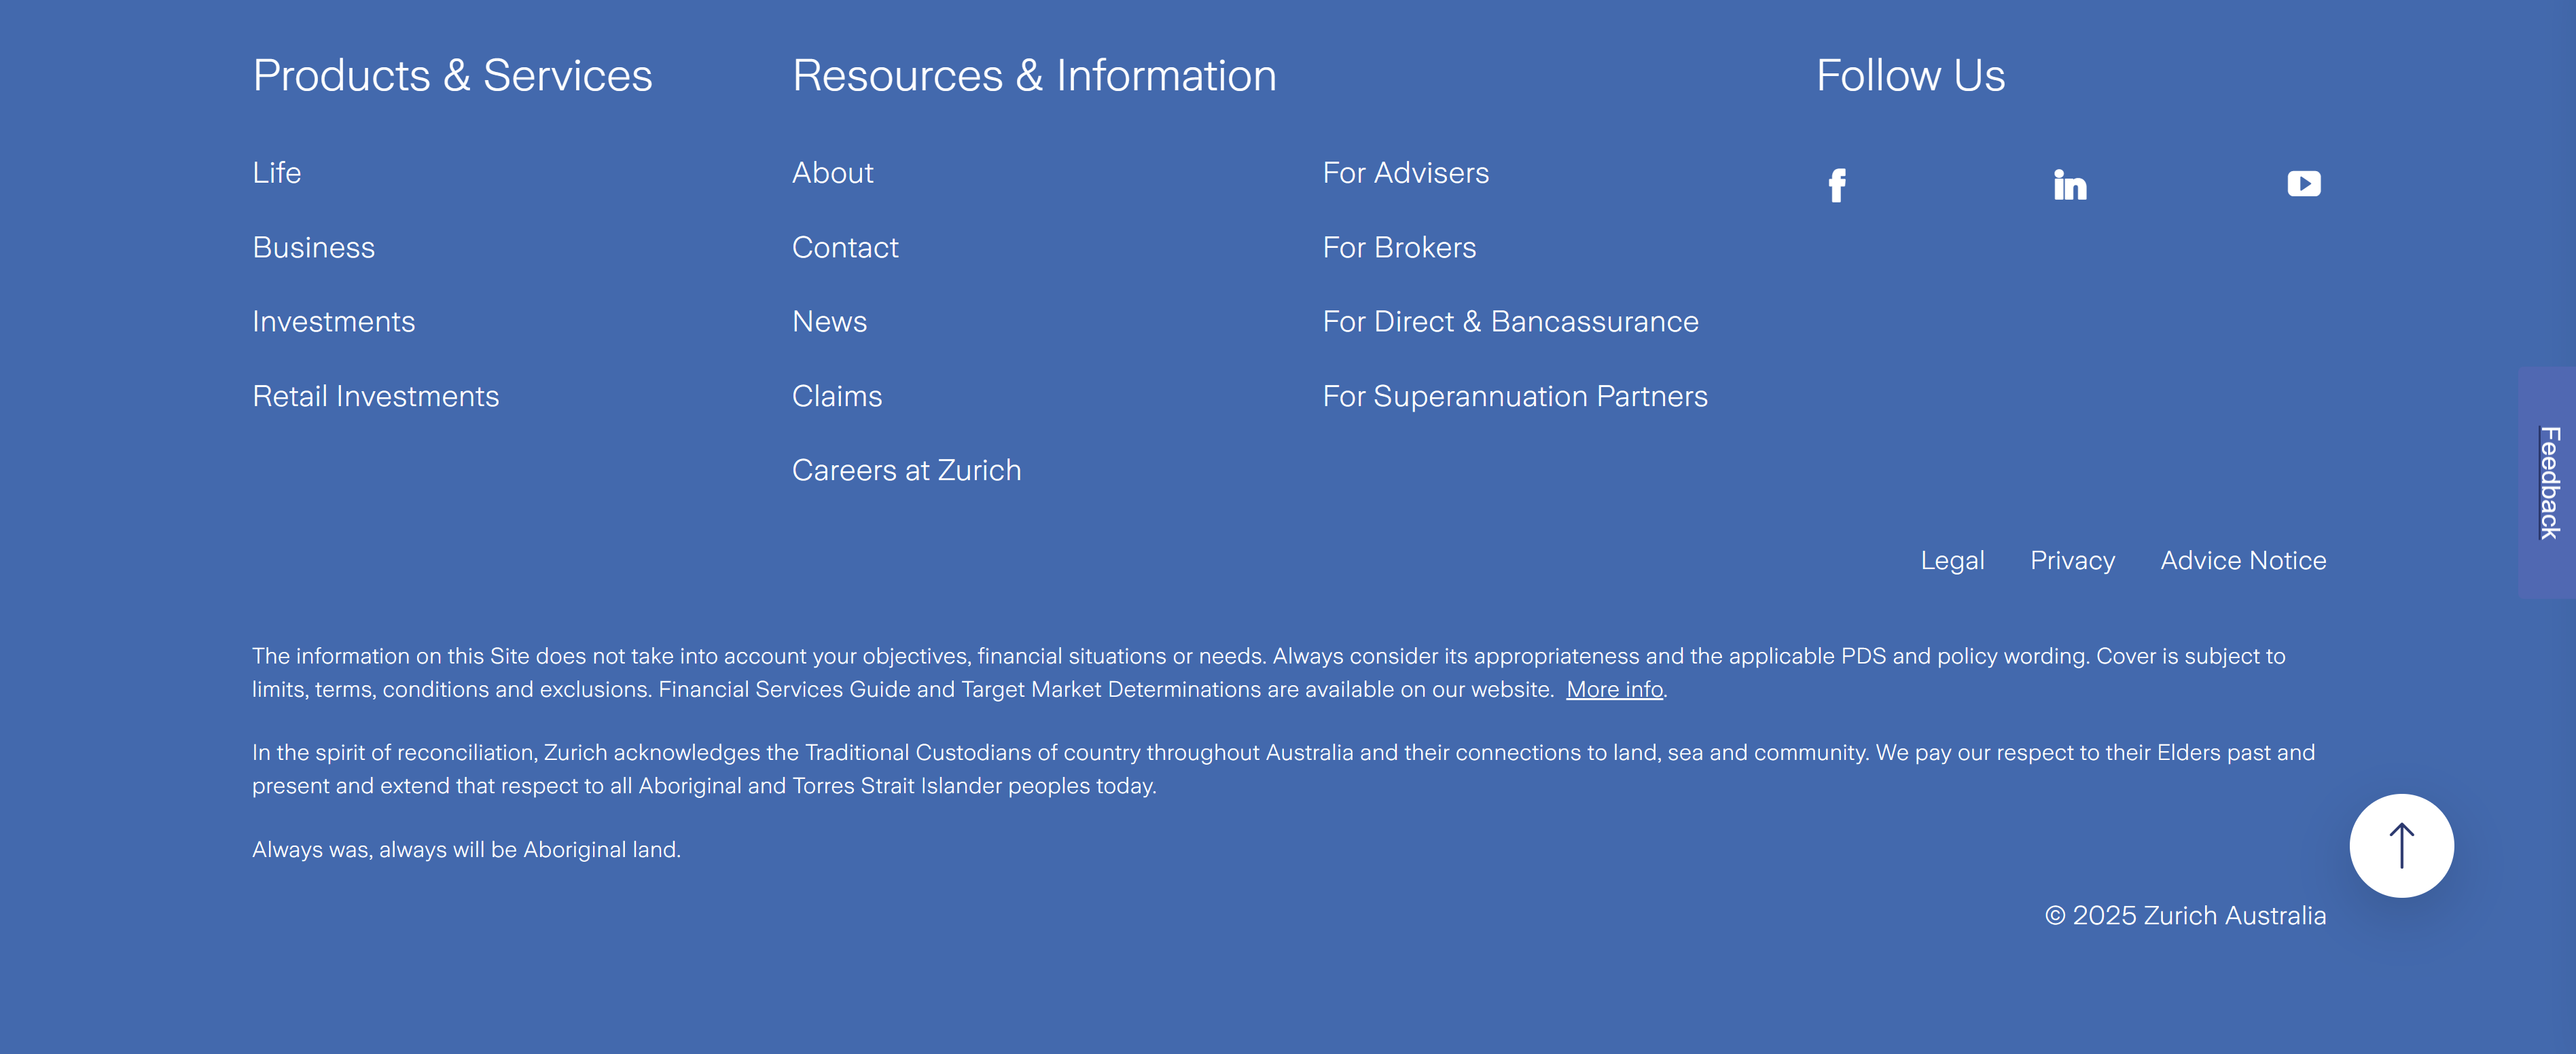 Products & Services
Life
Business
Investments
Retail Investments
Resources & Information
About
Contact
News
Claims
Careers at Zurich
For Advisers
For Brokers
For Direct & Bancassurance
For Superannuation Partners
Follow Us
Feedback
Legal
Privacy
Advice Notice
The information on this Site does not take into account your objectives, financial situations or needs. Always consider its appropriateness and the applicable PDS and policy wording. Cover is subject to
limits, terms, conditions and exclusions. Financial Services Guide and Target Market Determinations are available on our website. More info.
In the spirit of reconciliation, Zurich acknowledges the Traditional Custodians of country throughout Australia and their connections to land, sea and community. We pay our respect to their Elders past and
present and extend that respect to all Aboriginal and Torres Strait Islander peoples today.
Always was, always will be Aboriginal land.
© 2025 Zurich Australia